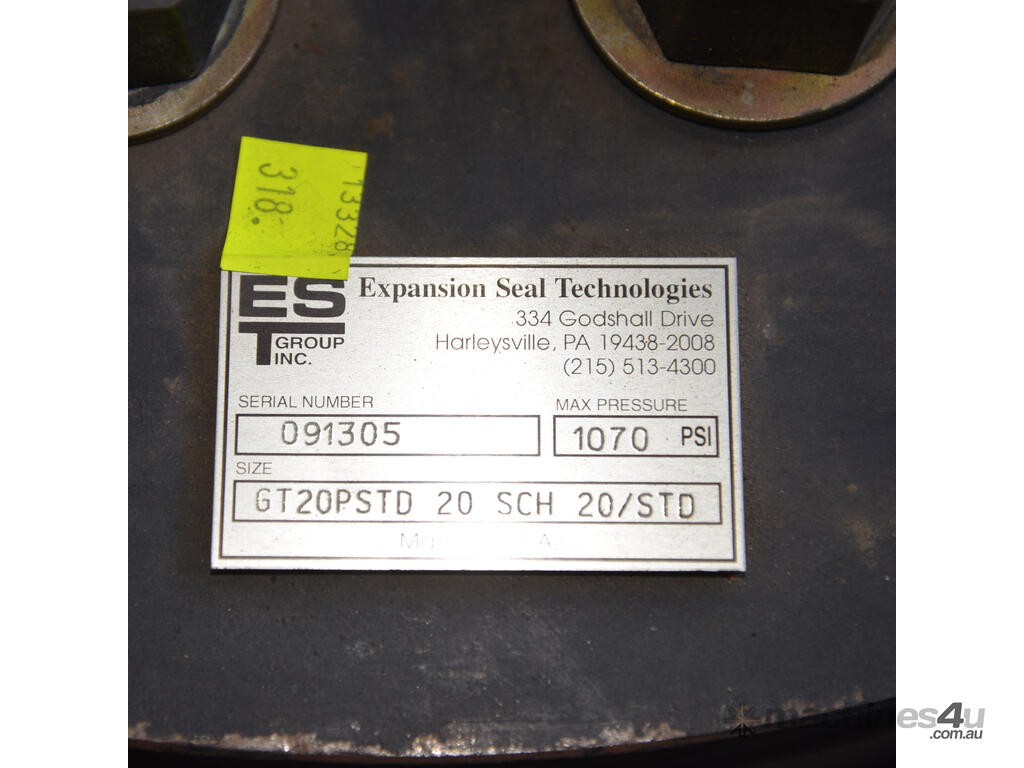 318.
13328
EST GROUP INC.
Expansion Seal Technologies
334 Godshall Drive
Harleysville, PA 19438-2008
(215) 513-4300
SERIAL NUMBER
091305
MAX PRESSURE
1070 PSI
SIZE
GT20PSTD 20 SCH 20/STD
machines4u
.com.au